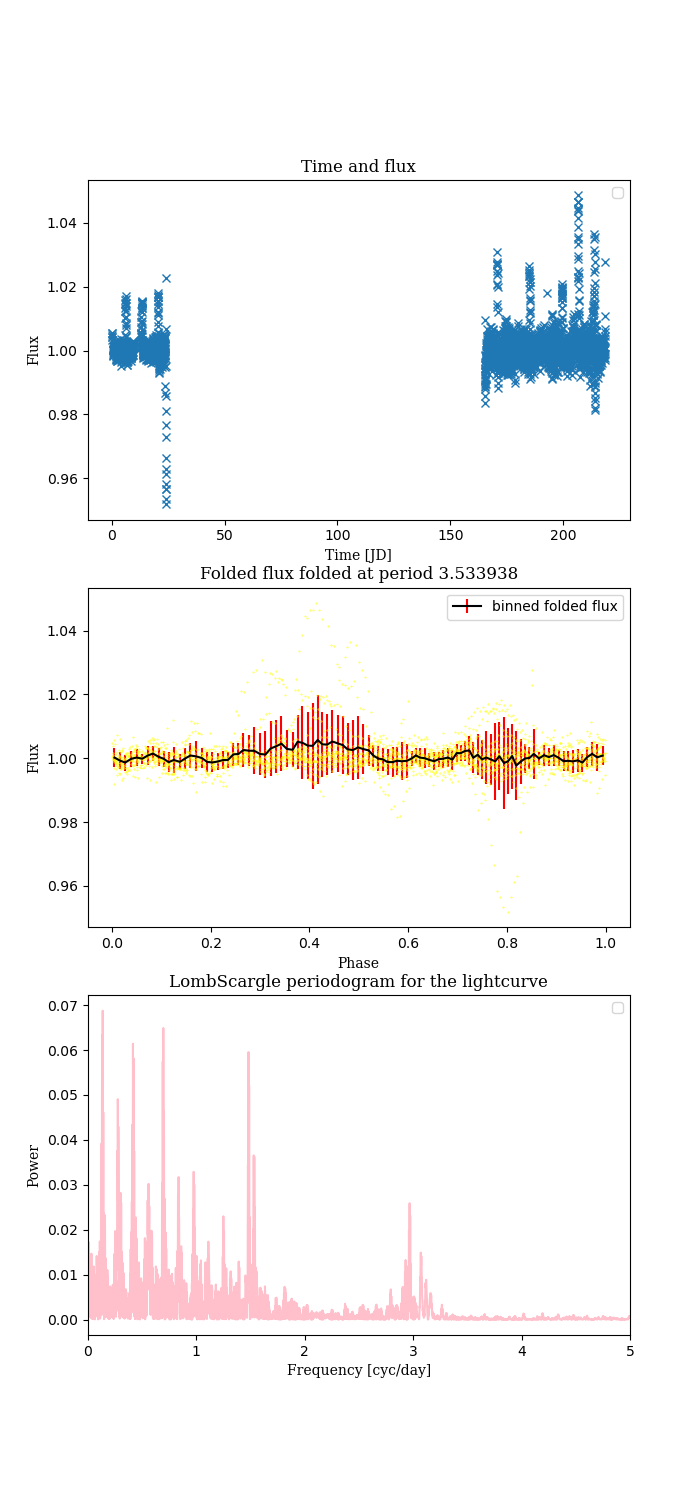 Time and flux
1.04
1.02
1.00
0.98
0.96
Flux
0 50 100 150 200
Time [JD]
Folded flux folded at period 3.533938
binned folded flux
1.04
1.02
1.00
0.98
0.96
Flux
0.0 0.2 0.4 0.6 0.8 1.0
Phase
LombScargle periodogram for the lightcurve
0.07
0.06
0.05
0.04
0.03
0.02
0.01
0.00
Power
0 1 2 3 4 5
Frequency [cyc/day]